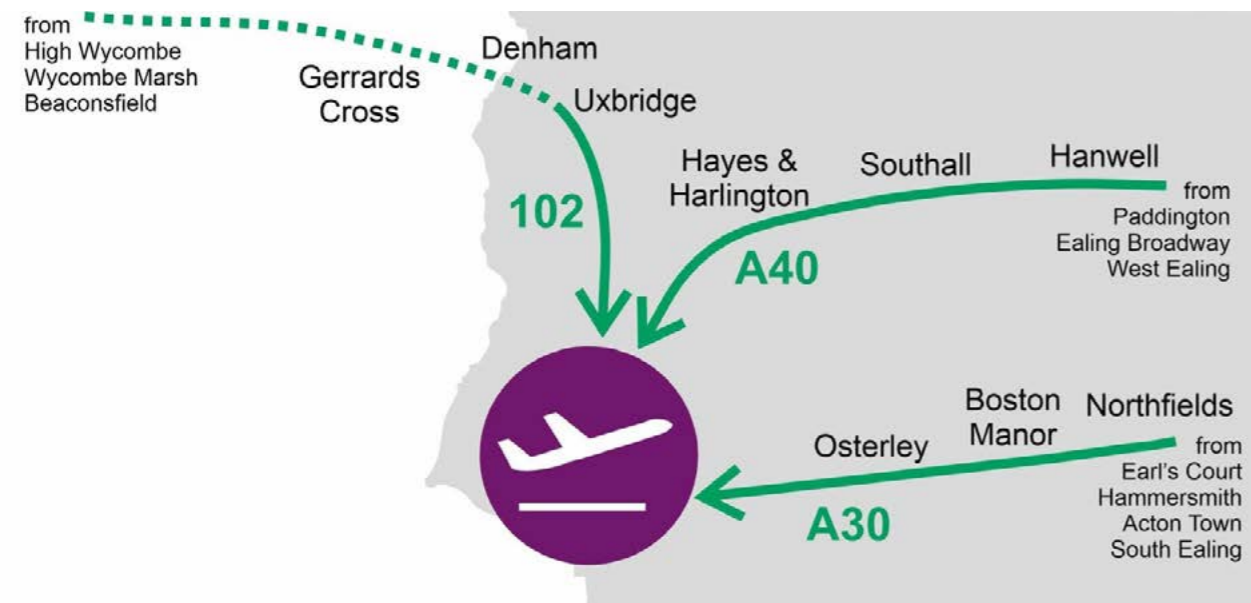 from
High Wycombe
Wycombe Marsh
Beaconsfield
Gerrards
Cross
Denham
Uxbridge
102
Hayes &
Harlington
Southall
Hanwell
from
Paddington
Ealing Broadway
West Ealing
A40
Osterley
Boston
Manor
Northfields
from
Earl's Court
Hammersmith
Acton Town
South Ealing
A30